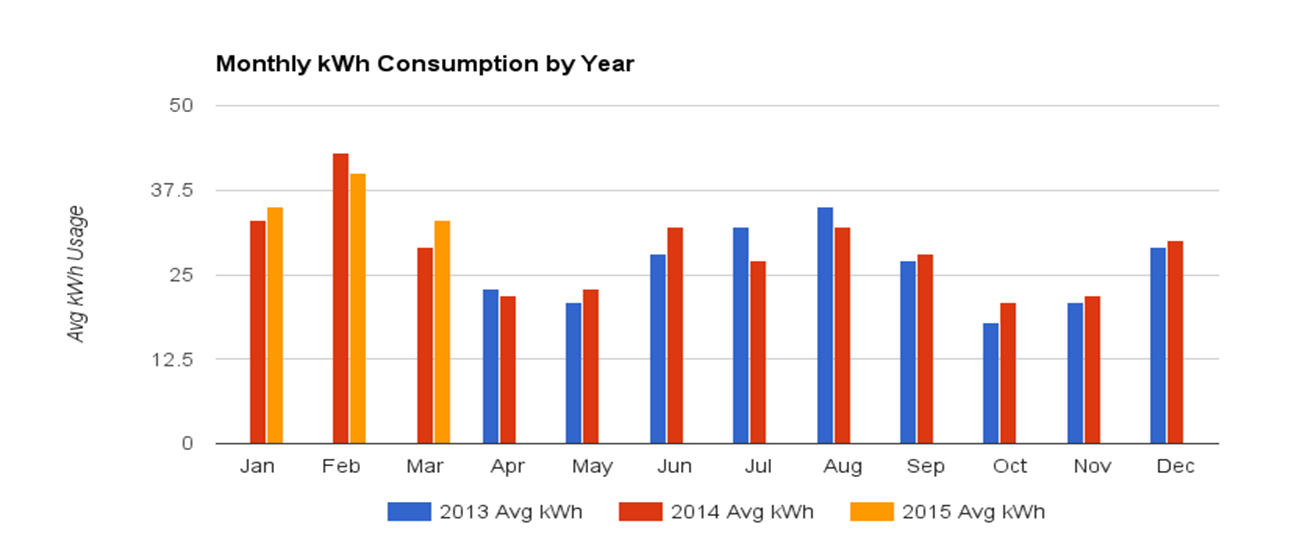 Monthly kWh Consumption by Year
50
37.5
25
12.5
0
Avg kWh Usage
Jan Feb Mar Apr May Jun Jul Aug Sep Oct Nov Dec
2013 Avg kWh 2014 Avg kWh 2015 Avg kWh